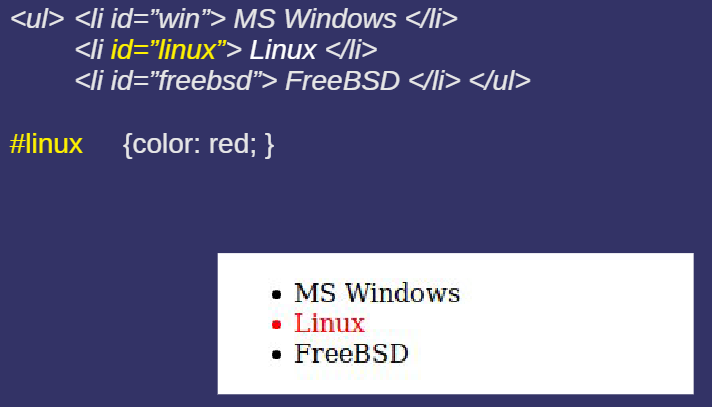 <ul> <li id=”win”> MS Windows </li>
<li id=”linux”> Linux </li>
<li id=”freebsd”> FreeBSD </li> </ul>
#linux {color: red; }
• MS Windows
• Linux
• FreeBSD